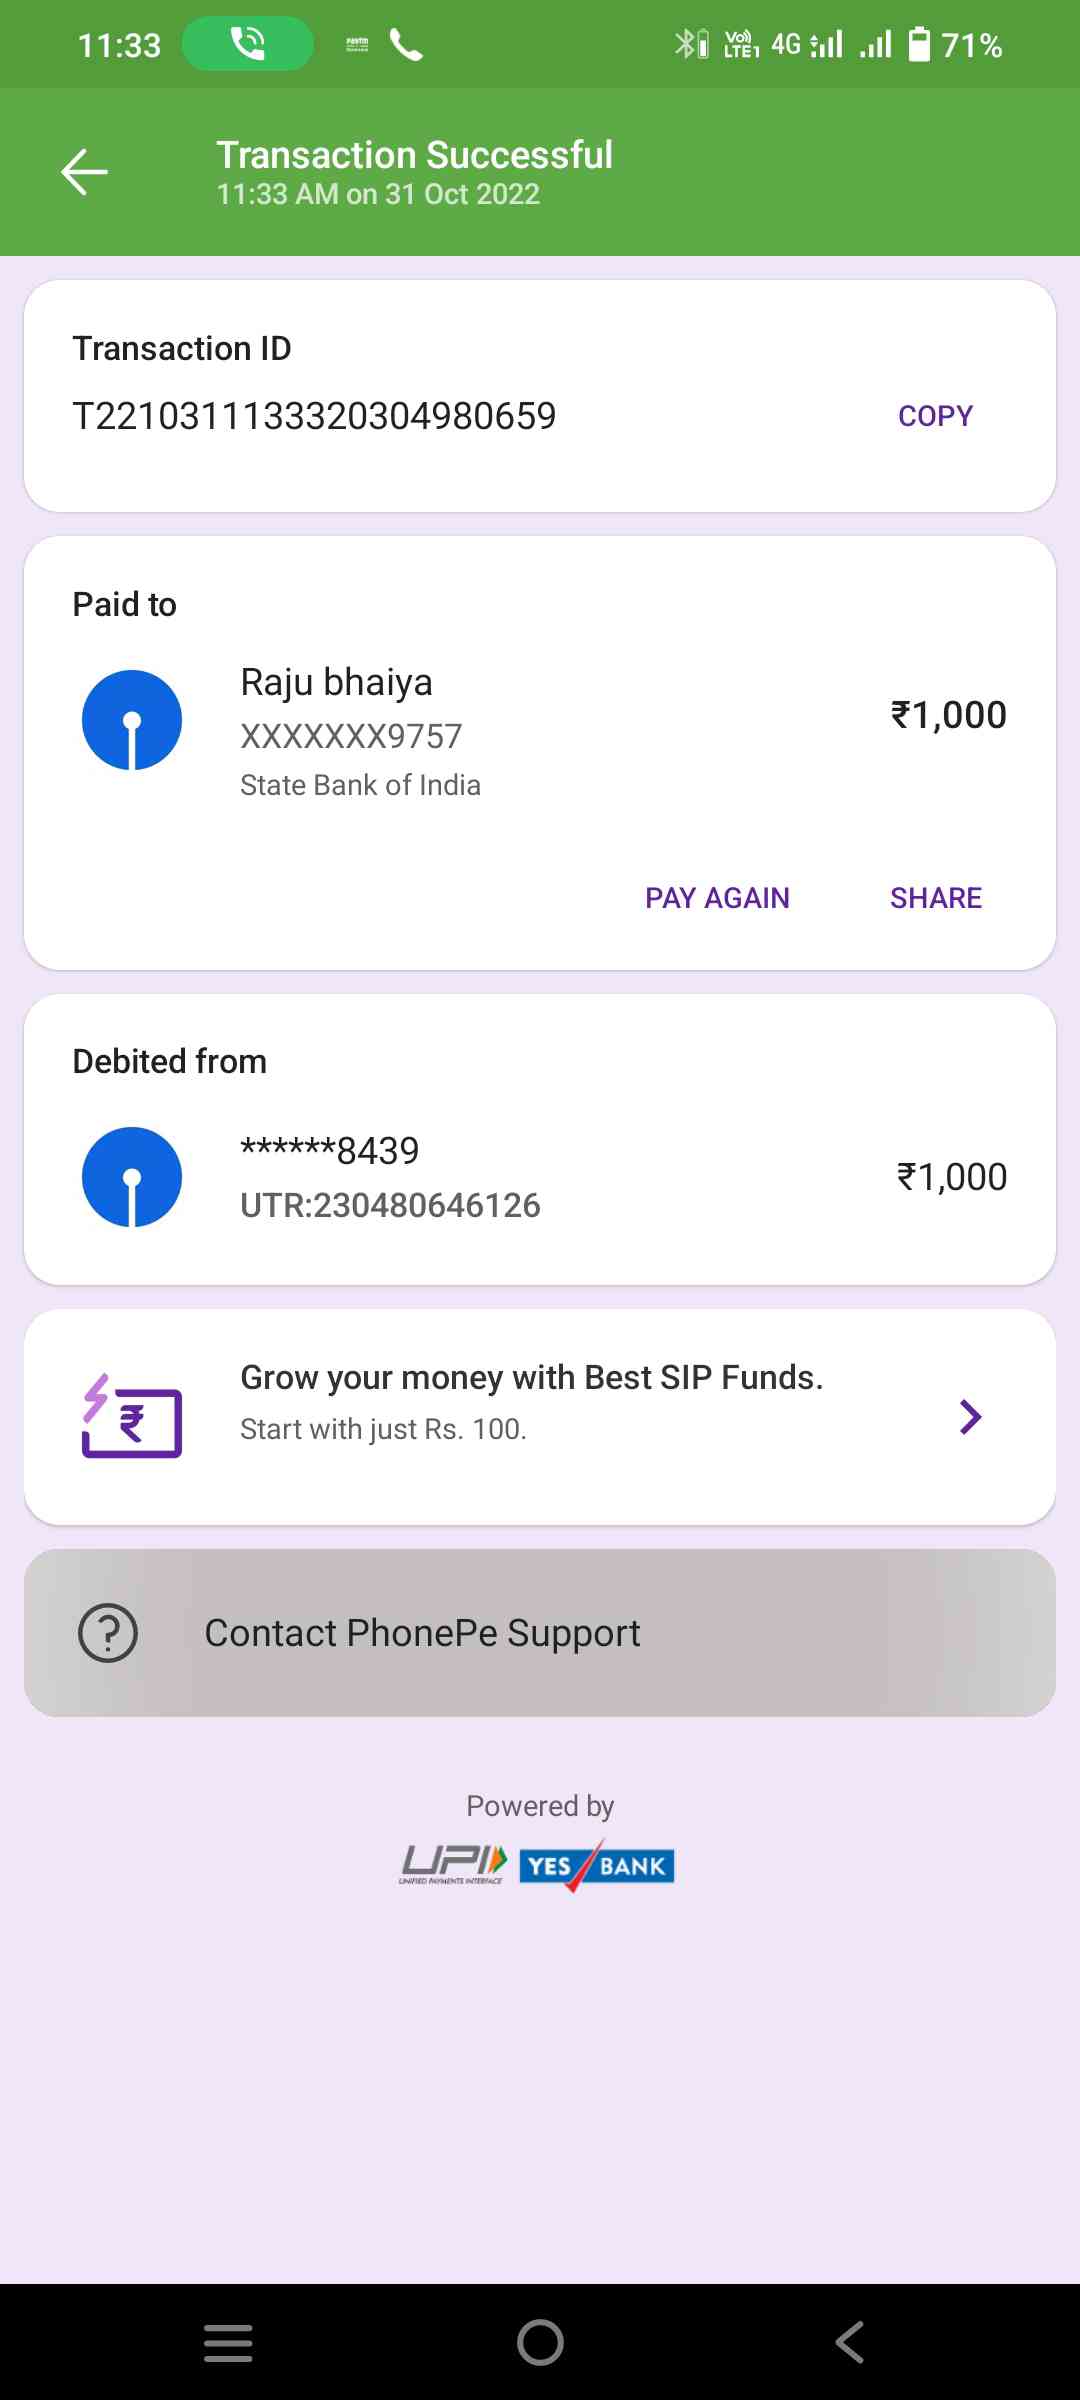 11:33
paytm
Vo))
LTE1
4G
71%
Transaction Successful
11:33 AM on 31 Oct 2022
Transaction ID
T2210311133320304980659
COPY
Paid to
Raju bhaiya
XXXXXXX9757
₹1,000
State Bank of India
PAY AGAIN
SHARE
Debited from
******8439
₹1,000
UTR:230480646126
Grow your money with Best SIP Funds.
₹
Start with just Rs. 100.
? Contact PhonePe Support
Powered by
UPI
UNIFIED PAYMENTS INTERFACE
YES BANK